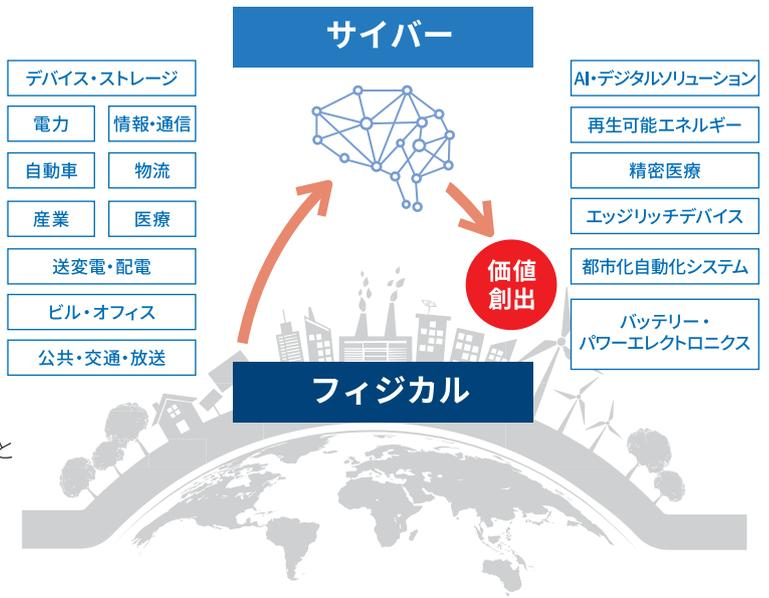 サイバー
デバイス・ストレージ
電力
情報・通信
自動車
物流
産業
医療
送変電・配電
ビル・オフィス
公共・交通・放送
AI・デジタルソリューション
再生可能エネルギー
精密医療
エッジリッチデバイス
都市化自動化システム
バッテリー・
パワーエレクトロニクス
価値
創出
フィジカル
と